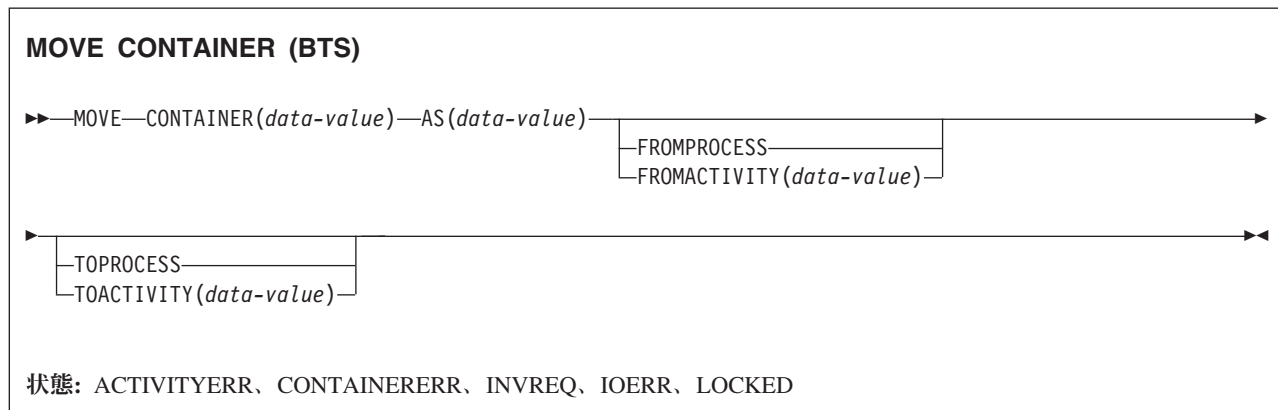 MOVE CONTAINER (BTS)
MOVE CONTAINER(data-value) AS(data-value)
FROMPROCESS
FROMACTIVITY(data-value)
TOPROCESS
TOACTIVITY(data-value)
状態: ACTIVITYERR、CONTAINERERR、INVREQ、IOERR、LOCKED